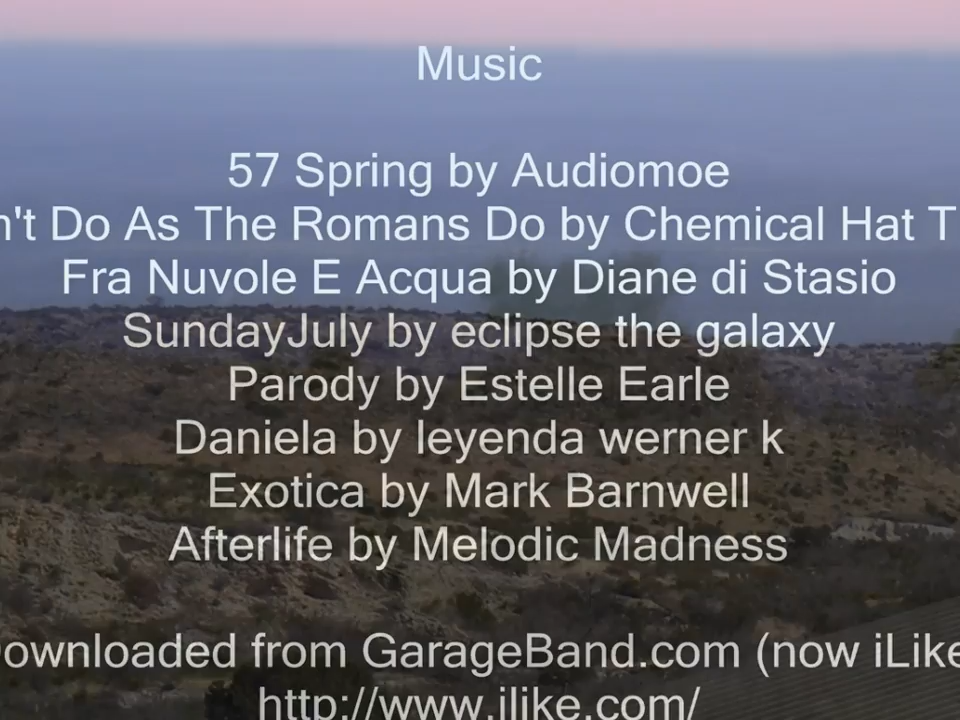 Music
57 Spring by Audiomoe
n't Do As The Romans Do by Chemical Hat T
Fra Nuvole E Acqua by Diane di Stasio
SundayJuly by eclipse the galaxy
Parody by Estelle Earle
Daniela by leyenda werner k
Exotica by Mark Barnwell
Afterlife by Melodic Madness
ownloaded from GarageBand.com (now iLike
http://www.ilike.com/